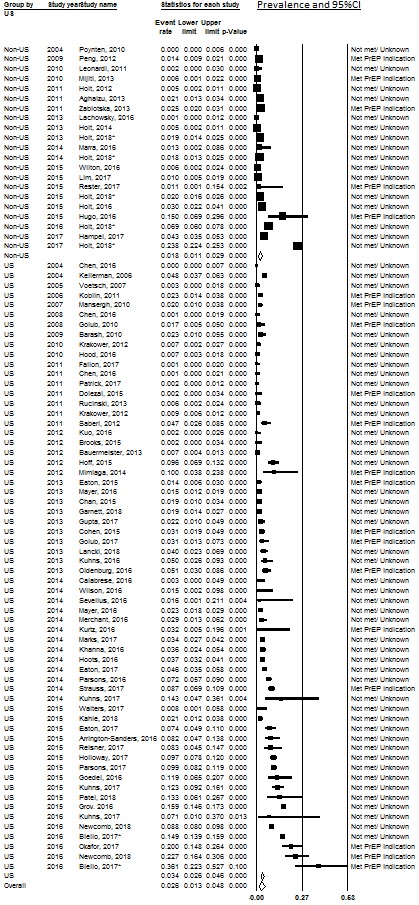 Group by Study year Study name Statistics for each study Prevalence and 95%CI
US
Event Lower Upper
rate limit limit p-Value
Non-US 2004 Poynten, 2010 0.000 0.000 0.006 0.000 Not met/ Unknown
Non-US 2009 Peng, 2012 0.014 0.009 0.021 0.000 Met PrEP Indication
Non-US 2010 Leonardi, 2011 0.002 0.000 0.030 0.000 Not met/ Unknown
Non-US 2010 Mijiti, 2013 0.006 0.001 0.022 0.000 Met PrEP Indication
Non-US 2011 Holt, 2012 0.005 0.002 0.011 0.000 Not met/ Unknown
Non-US 2011 Aghaizu, 2013 0.021 0.013 0.034 0.000 Not met/ Unknown
Non-US 2011 Zablotska, 2013 0.025 0.020 0.031 0.000 Met PrEP Indication
Non-US 2013 Lachowsky, 2016 0.001 0.000 0.012 0.000 Not met/ Unknown
Non-US 2013 Holt, 2014 0.005 0.002 0.011 0.000 Not met/ Unknown
Non-US 2013 Holt, 2018^ 0.019 0.014 0.025 0.000 Met PrEP Indication
Non-US 2014 Marra, 2016 0.013 0.002 0.086 0.000 Not met/ Unknown
Non-US 2014 Holt, 2018^ 0.018 0.013 0.025 0.000 Met PrEP Indication
Non-US 2015 Wilton, 2016 0.006 0.002 0.024 0.000 Not met/ Unknown
Non-US 2015 Lim, 2017 0.010 0.005 0.019 0.000 Not met/ Unknown
Non-US 2015 Rester, 2017 0.011 0.001 0.154 0.002 Met PrEP Indication
Non-US 2015 Holt, 2018^ 0.020 0.016 0.026 0.000 Met PrEP Indication
Non-US 2015 Holt, 2016 0.030 0.022 0.041 0.000 Not met/ Unknown
Non-US 2015 Hugo, 2016 0.150 0.069 0.296 0.000 Met PrEP Indication
Non-US 2016 Holt, 2018^ 0.069 0.060 0.078 0.000 Met PrEP Indication
Non-US 2017 Hampel, 2017 0.043 0.035 0.053 0.000 Not met/ Unknown
Non-US 2017 Holt, 2018^ 0.238 0.224 0.253 0.000 Met PrEP Indication
Non-US 0.018 0.011 0.029 0.000
US 2004 Chen, 2016 0.000 0.000 0.007 0.000 Not met/ Unknown
US 2004 Kellerman, 2006 0.048 0.037 0.063 0.000 Not met/ Unknown
US 2005 Voetsch, 2007 0.003 0.000 0.018 0.000 Not met/ Unknown
US 2006 Koblin, 2011 0.023 0.014 0.038 0.000 Met PrEP Indication
US 2007 Mansergh, 2010 0.020 0.010 0.038 0.000 Met PrEP Indication
US 2008 Chen, 2016 0.001 0.000 0.019 0.000 Not met/ Unknown
US 2008 Golub, 2010 0.017 0.005 0.050 0.000 Met PrEP Indication
US 2009 Barash, 2010 0.023 0.010 0.055 0.000 Not met/ Unknown
US 2010 Krakower, 2012 0.007 0.002 0.027 0.000 Not met/ Unknown
US 2010 Hood, 2016 0.007 0.003 0.018 0.000 Not met/ Unknown
US 2011 Fallon, 2017 0.001 0.000 0.020 0.000 Not met/ Unknown
US 2011 Chen, 2016 0.001 0.000 0.021 0.000 Not met/ Unknown
US 2011 Patrick, 2017 0.002 0.000 0.012 0.000 Not met/ Unknown
US 2011 Dolezal, 2015 0.002 0.000 0.034 0.000 Met PrEP Indication
US 2011 Rucinski, 2013 0.006 0.002 0.024 0.000 Not met/ Unknown
US 2011 Krakower, 2012 0.009 0.006 0.012 0.000 Not met/ Unknown
US 2011 Saberi, 2012 0.047 0.026 0.085 0.000 Met PrEP Indication
US 2012 Kuo, 2016 0.002 0.000 0.026 0.000 Not met/ Unknown
US 2012 Brooks, 2015 0.002 0.000 0.034 0.000 Not met/ Unknown
US 2012 Bauermeister, 2013 0.007 0.004 0.013 0.000 Not met/ Unknown
US 2012 Hoff, 2015 0.096 0.069 0.132 0.000 Not met/ Unknown
US 2012 Mimiaga, 2014 0.100 0.038 0.238 0.000 Met PrEP Indication
US 2013 Eaton, 2015 0.014 0.006 0.030 0.000 Met PrEP Indication
US 2013 Mayer, 2016 0.015 0.012 0.019 0.000 Not met/ Unknown
US 2013 Chan, 2015 0.019 0.010 0.034 0.000 Not met/ Unknown
US 2013 Garnett, 2018 0.019 0.014 0.027 0.000 Not met/ Unknown
US 2013 Gupta, 2017 0.022 0.010 0.049 0.000 Not met/ Unknown
US 2013 Cohen, 2015 0.031 0.019 0.049 0.000 Met PrEP Indication
US 2013 Golub, 2017 0.031 0.013 0.073 0.000 Met PrEP Indication
US 2013 Lancki, 2018 0.040 0.023 0.069 0.000 Not met/ Unknown
US 2013 Kuhns, 2016 0.050 0.026 0.093 0.000 Not met/ Unknown
US 2013 Oldenburg, 2016 0.051 0.030 0.086 0.000 Met PrEP Indication
US 2014 Calabrese, 2016 0.003 0.000 0.049 0.000 Not met/ Unknown
US 2014 Wilson, 2016 0.015 0.002 0.098 0.000 Not met/ Unknown
US 2014 Sevelius, 2016 0.016 0.001 0.211 0.004 Not met/ Unknown
US 2014 Mayer, 2016 0.023 0.018 0.029 0.000 Not met/ Unknown
US 2014 Merchant, 2016 0.029 0.013 0.062 0.000 Not met/ Unknown
US 2014 Kurtz, 2016 0.032 0.005 0.196 0.001 Met PrEP Indication
US 2014 Marks, 2017 0.034 0.027 0.042 0.000 Not met/ Unknown
US 2014 Khanna, 2016 0.036 0.024 0.054 0.000 Not met/ Unknown
US 2014 Hoots, 2016 0.037 0.032 0.041 0.000 Not met/ Unknown
US 2014 Eaton, 2017 0.046 0.035 0.058 0.000 Not met/ Unknown
US 2014 Parsons, 2016 0.072 0.057 0.090 0.000 Not met/ Unknown
US 2014 Strauss, 2017 0.087 0.069 0.109 0.000 Met PrEP Indication
US 2014 Kuhns, 2017 0.143 0.047 0.361 0.004 Not met/ Unknown
US 2015 Walters, 2017 0.008 0.001 0.058 0.000 Not met/ Unknown
US 2015 Kahle, 2018 0.021 0.012 0.038 0.000 Not met/ Unknown
US 2015 Eaton, 2017 0.074 0.049 0.110 0.000 Not met/ Unknown
US 2015 Arrington-Sanders, 2016 0.082 0.047 0.138 0.000 Not met/ Unknown
US 2015 Reisner, 2017 0.083 0.045 0.147 0.000 Not met/ Unknown
US 2015 Holloway, 2017 0.097 0.078 0.120 0.000 Not met/ Unknown
US 2015 Parsons, 2017 0.099 0.082 0.119 0.000 Not met/ Unknown
US 2015 Goedel, 2016 0.119 0.065 0.207 0.000 Not met/ Unknown
US 2015 Kuhns, 2017 0.123 0.092 0.161 0.000 Not met/ Unknown
US 2015 Patel, 2018 0.133 0.061 0.267 0.000 Not met/ Unknown
US 2015 Grov, 2016 0.159 0.146 0.173 0.000 Not met/ Unknown
US 2016 Kuhns, 2017 0.071 0.010 0.370 0.013 Not met/ Unknown
US 2016 Newcomb, 2018 0.088 0.080 0.098 0.000 Not met/ Unknown
US 2016 Biello, 2017^ 0.149 0.139 0.159 0.000 Not met/ Unknown
US 2016 Okafor, 2017 0.200 0.148 0.264 0.000 Met PrEP Indication
US 2016 Newcomb, 2018 0.227 0.164 0.306 0.000 Met PrEP Indication
US 2016 Biello, 2017^ 0.361 0.223 0.527 0.100 Met PrEP Indication
US 0.034 0.026 0.046 0.000
Overall 0.026 0.013 0.048 0.000
-0.00 0.27 0.53